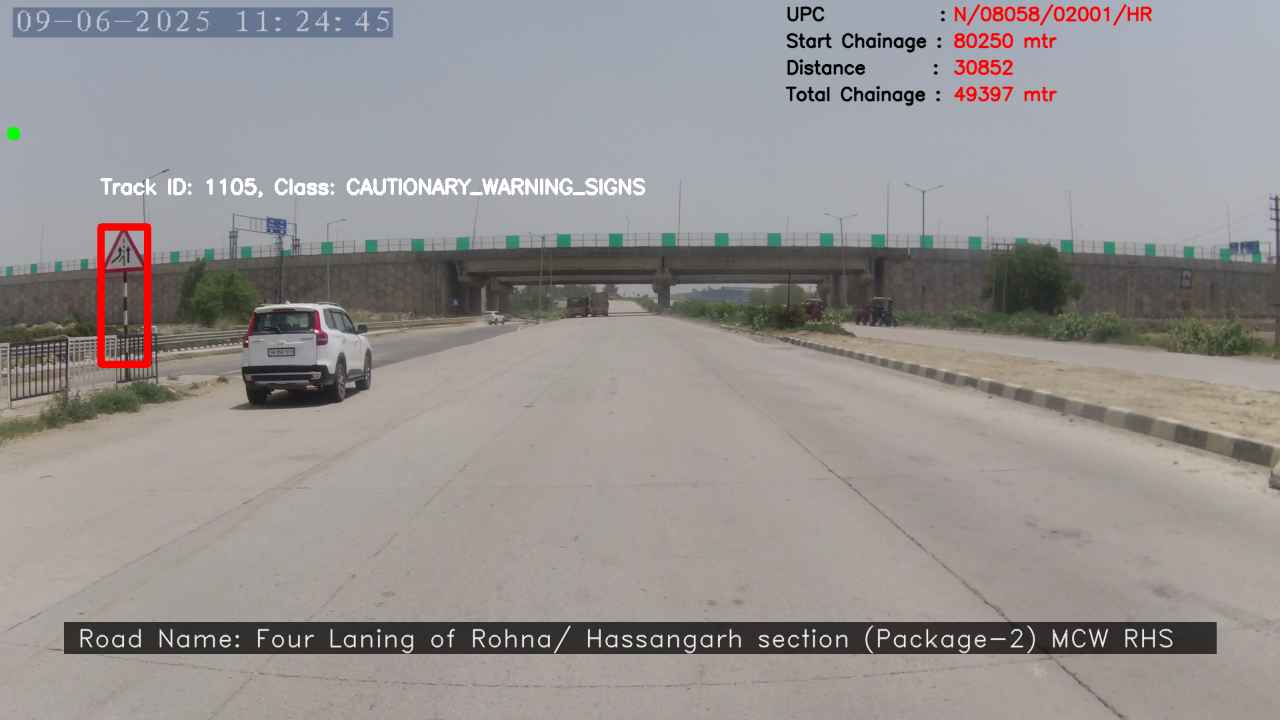 09-06-2025 11:24:45
UPC : N/08058/02001/HR
Start Chainage : 80250 mtr
Distance : 30852
Total Chainage : 49397 mtr
Track ID: 1105, Class: CAUTIONARY_WARNING_SIGNS
Road Name: Four Laning of Rohna/ Hassangarh section (Package-2) MCW RHS